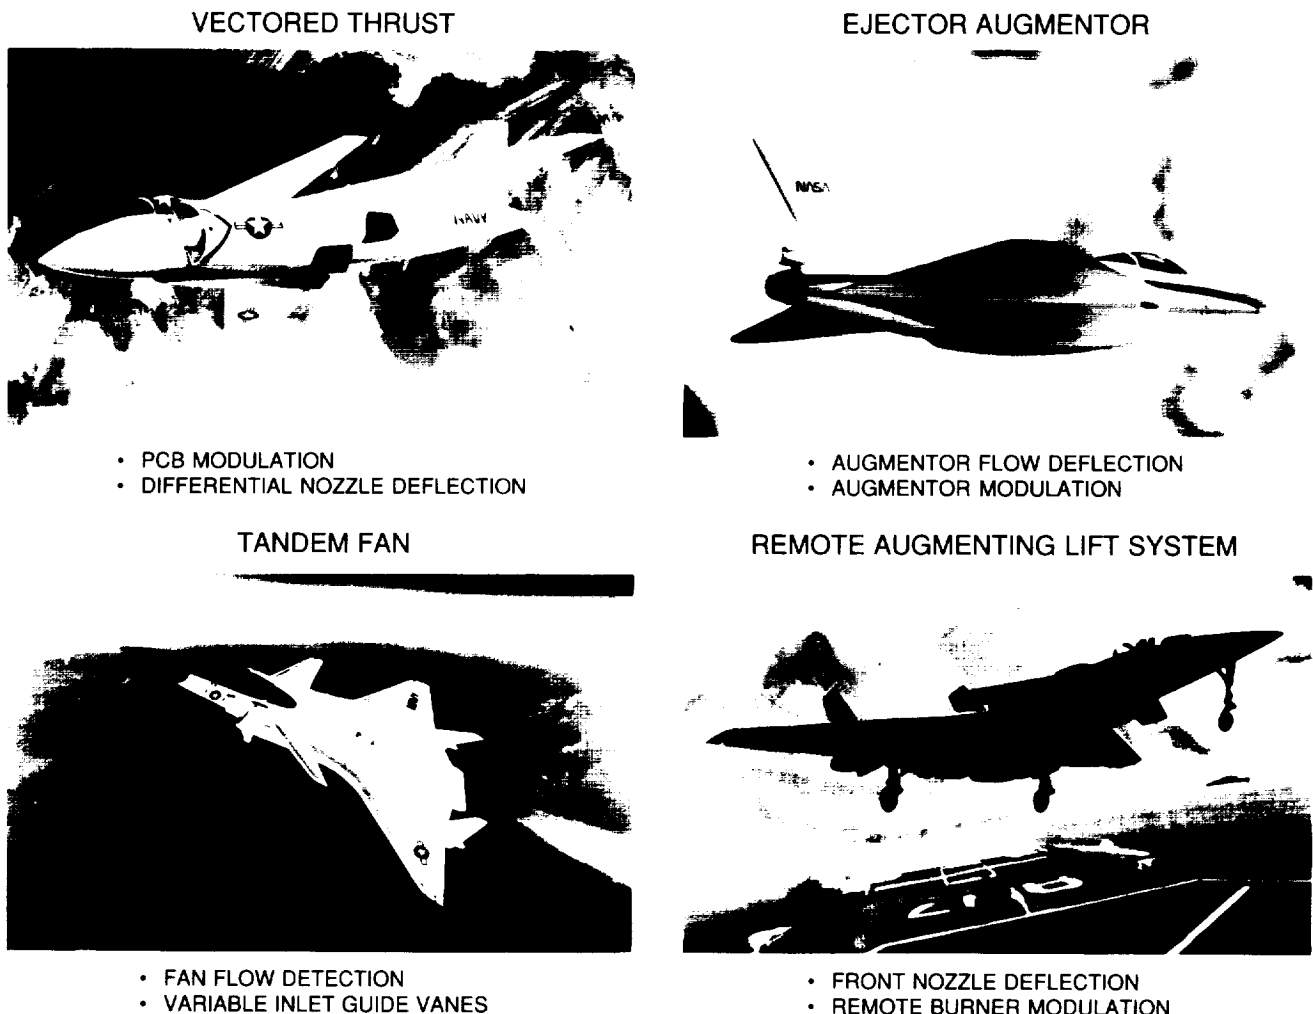 VECTORED THRUST
NAVY
• PCB MODULATION
• DIFFERENTIAL NOZZLE DEFLECTION
EJECTOR AUGMENTOR
NASA
• AUGMENTOR FLOW DEFLECTION
• AUGMENTOR MODULATION
TANDEM FAN
• FAN FLOW DETECTION
• VARIABLE INLET GUIDE VANES
REMOTE AUGMENTING LIFT SYSTEM
• FRONT NOZZLE DEFLECTION
• REMOTE BURNER MODULATION